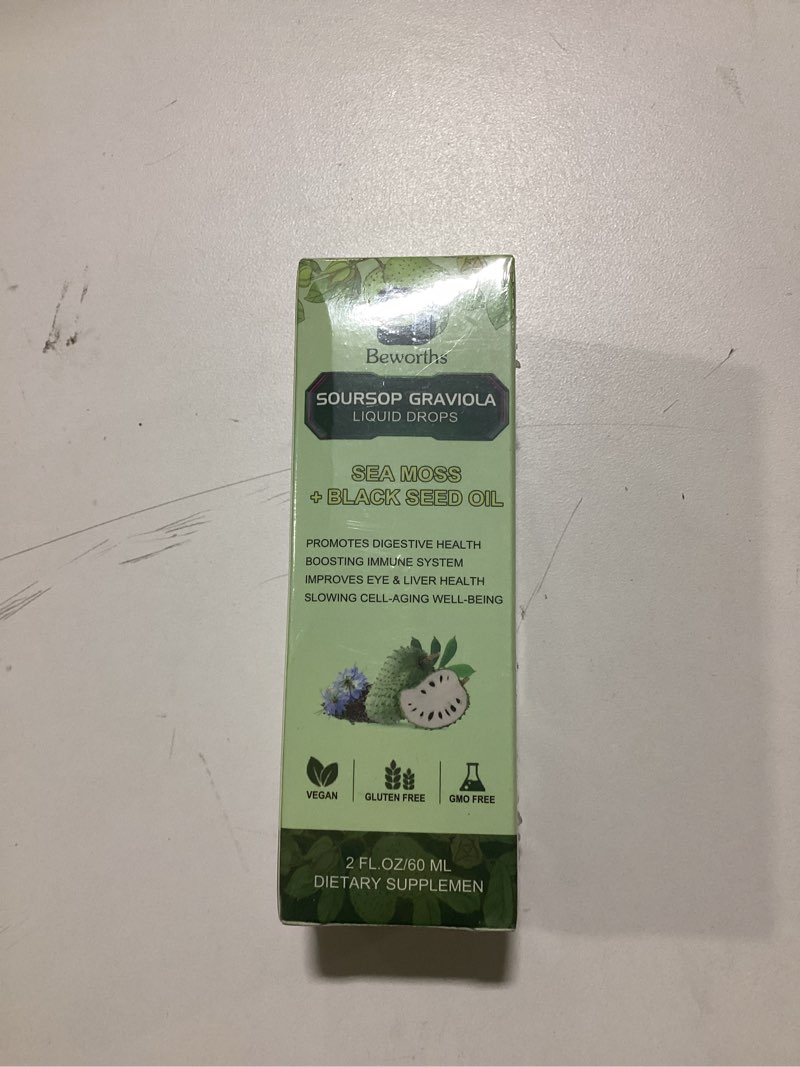 Beworths
SOURSOP GRAVIOLA
LIQUID DROPS
SEA MOSS
+ BLACK SEED OIL
PROMOTES DIGESTIVE HEALTH
BOOSTING IMMUNE SYSTEM
IMPROVES EYE & LIVER HEALTH
SLOWING CELL-AGING WELL-BEING
VEGAN
GLUTEN FREE
GMO FREE
2 FL.OZ/60 ML
DIETARY SUPPLEMEN